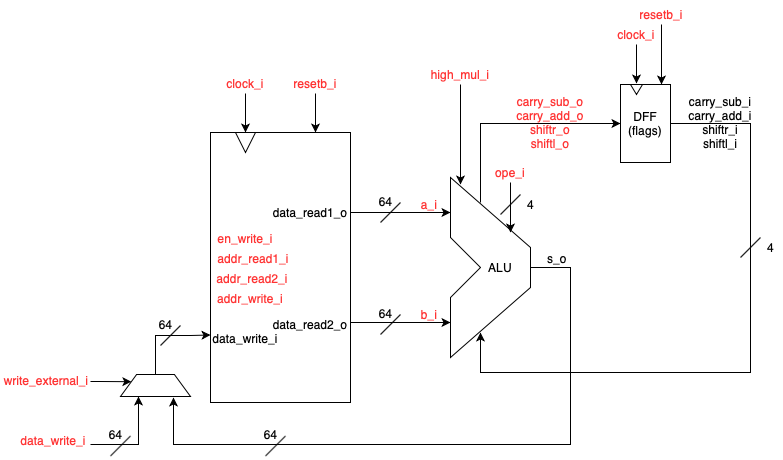 resetb_i
clock_i
clock_i
resetb_i
high_mul_i
carry_sub_o
carry_add_o
shiftr_o
shiftl_o
DFF
(flags)
carry_sub_i
carry_add_i
shiftr_i
shiftl_i
ope_i
4
data_read1_o
64
a_i
en_write_i
addr_read1_i
addr_read2_i
addr_write_i
ALU
s_o
4
data_read2_o
64
b_i
64
data_write_i
write_external_i
data_write_i
64
64